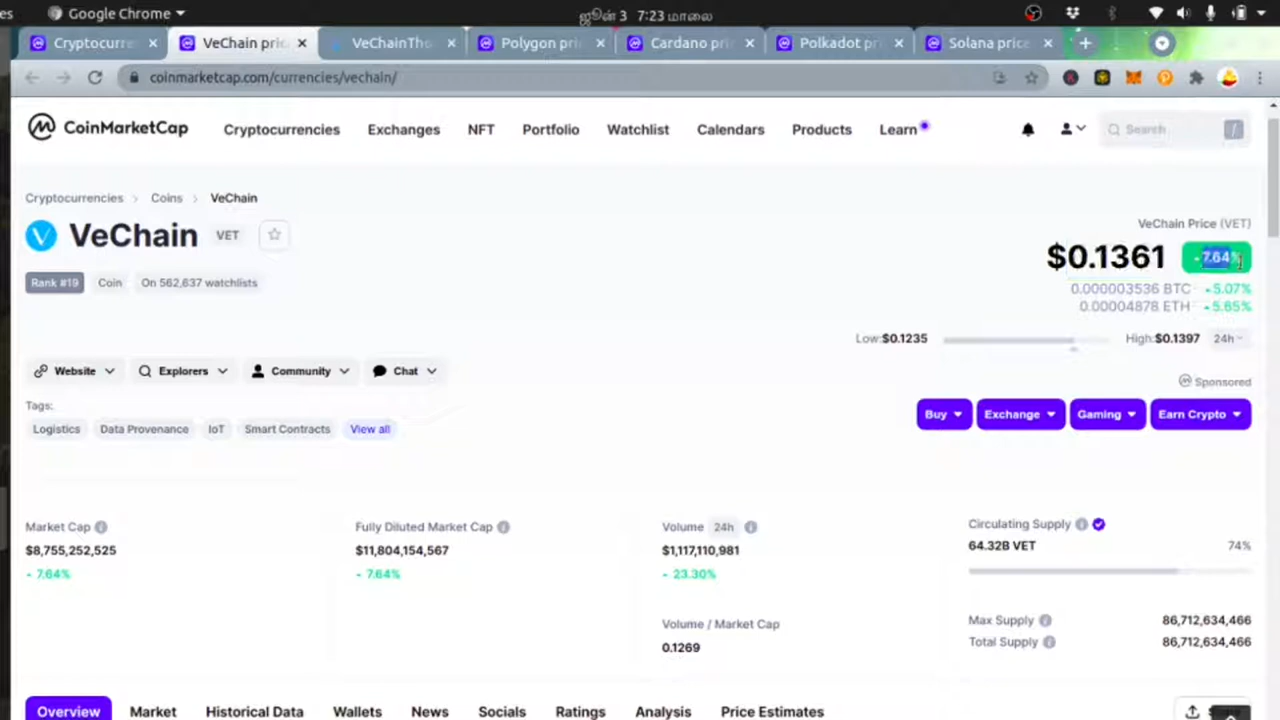 es Google Chrome ஜூன் 3 7:23 மாலை
Cryptocurre VeChain pri VeChainTho Polygon pri Cardano pri Polkadot pri Solana price
coinmarketcap.com/currencies/vechain/
CoinMarketCap Cryptocurrencies Exchanges NFT Portfolio Watchlist Calendars Products Learn Search /
Cryptocurrencies > Coins > VeChain
VeChain Price (VET)
VeChain VET $0.1361 7.64%
Rank #19 Coin On 562,637 watchlists 0.000003536 BTC 5.07%
0.00004878 ETH 5.65%
Low:$0.1235 High:$0.1397 24h
Website Explorers Community Chat
Sponsored
Tags:
Buy Exchange Gaming Earn Crypto
Logistics Data Provenance IoT Smart Contracts View all
Market Cap Fully Diluted Market Cap Volume 24h Circulating Supply
$8,755,252,525 $11,804,154,567 $1,117,110,981 64.32B VET 74%
7.64% 7.64% 23.30%
Volume / Market Cap Max Supply 86,712,634,466
0.1269 Total Supply 86,712,634,466
Overview Market Historical Data Wallets News Socials Ratings Analysis Price Estimates